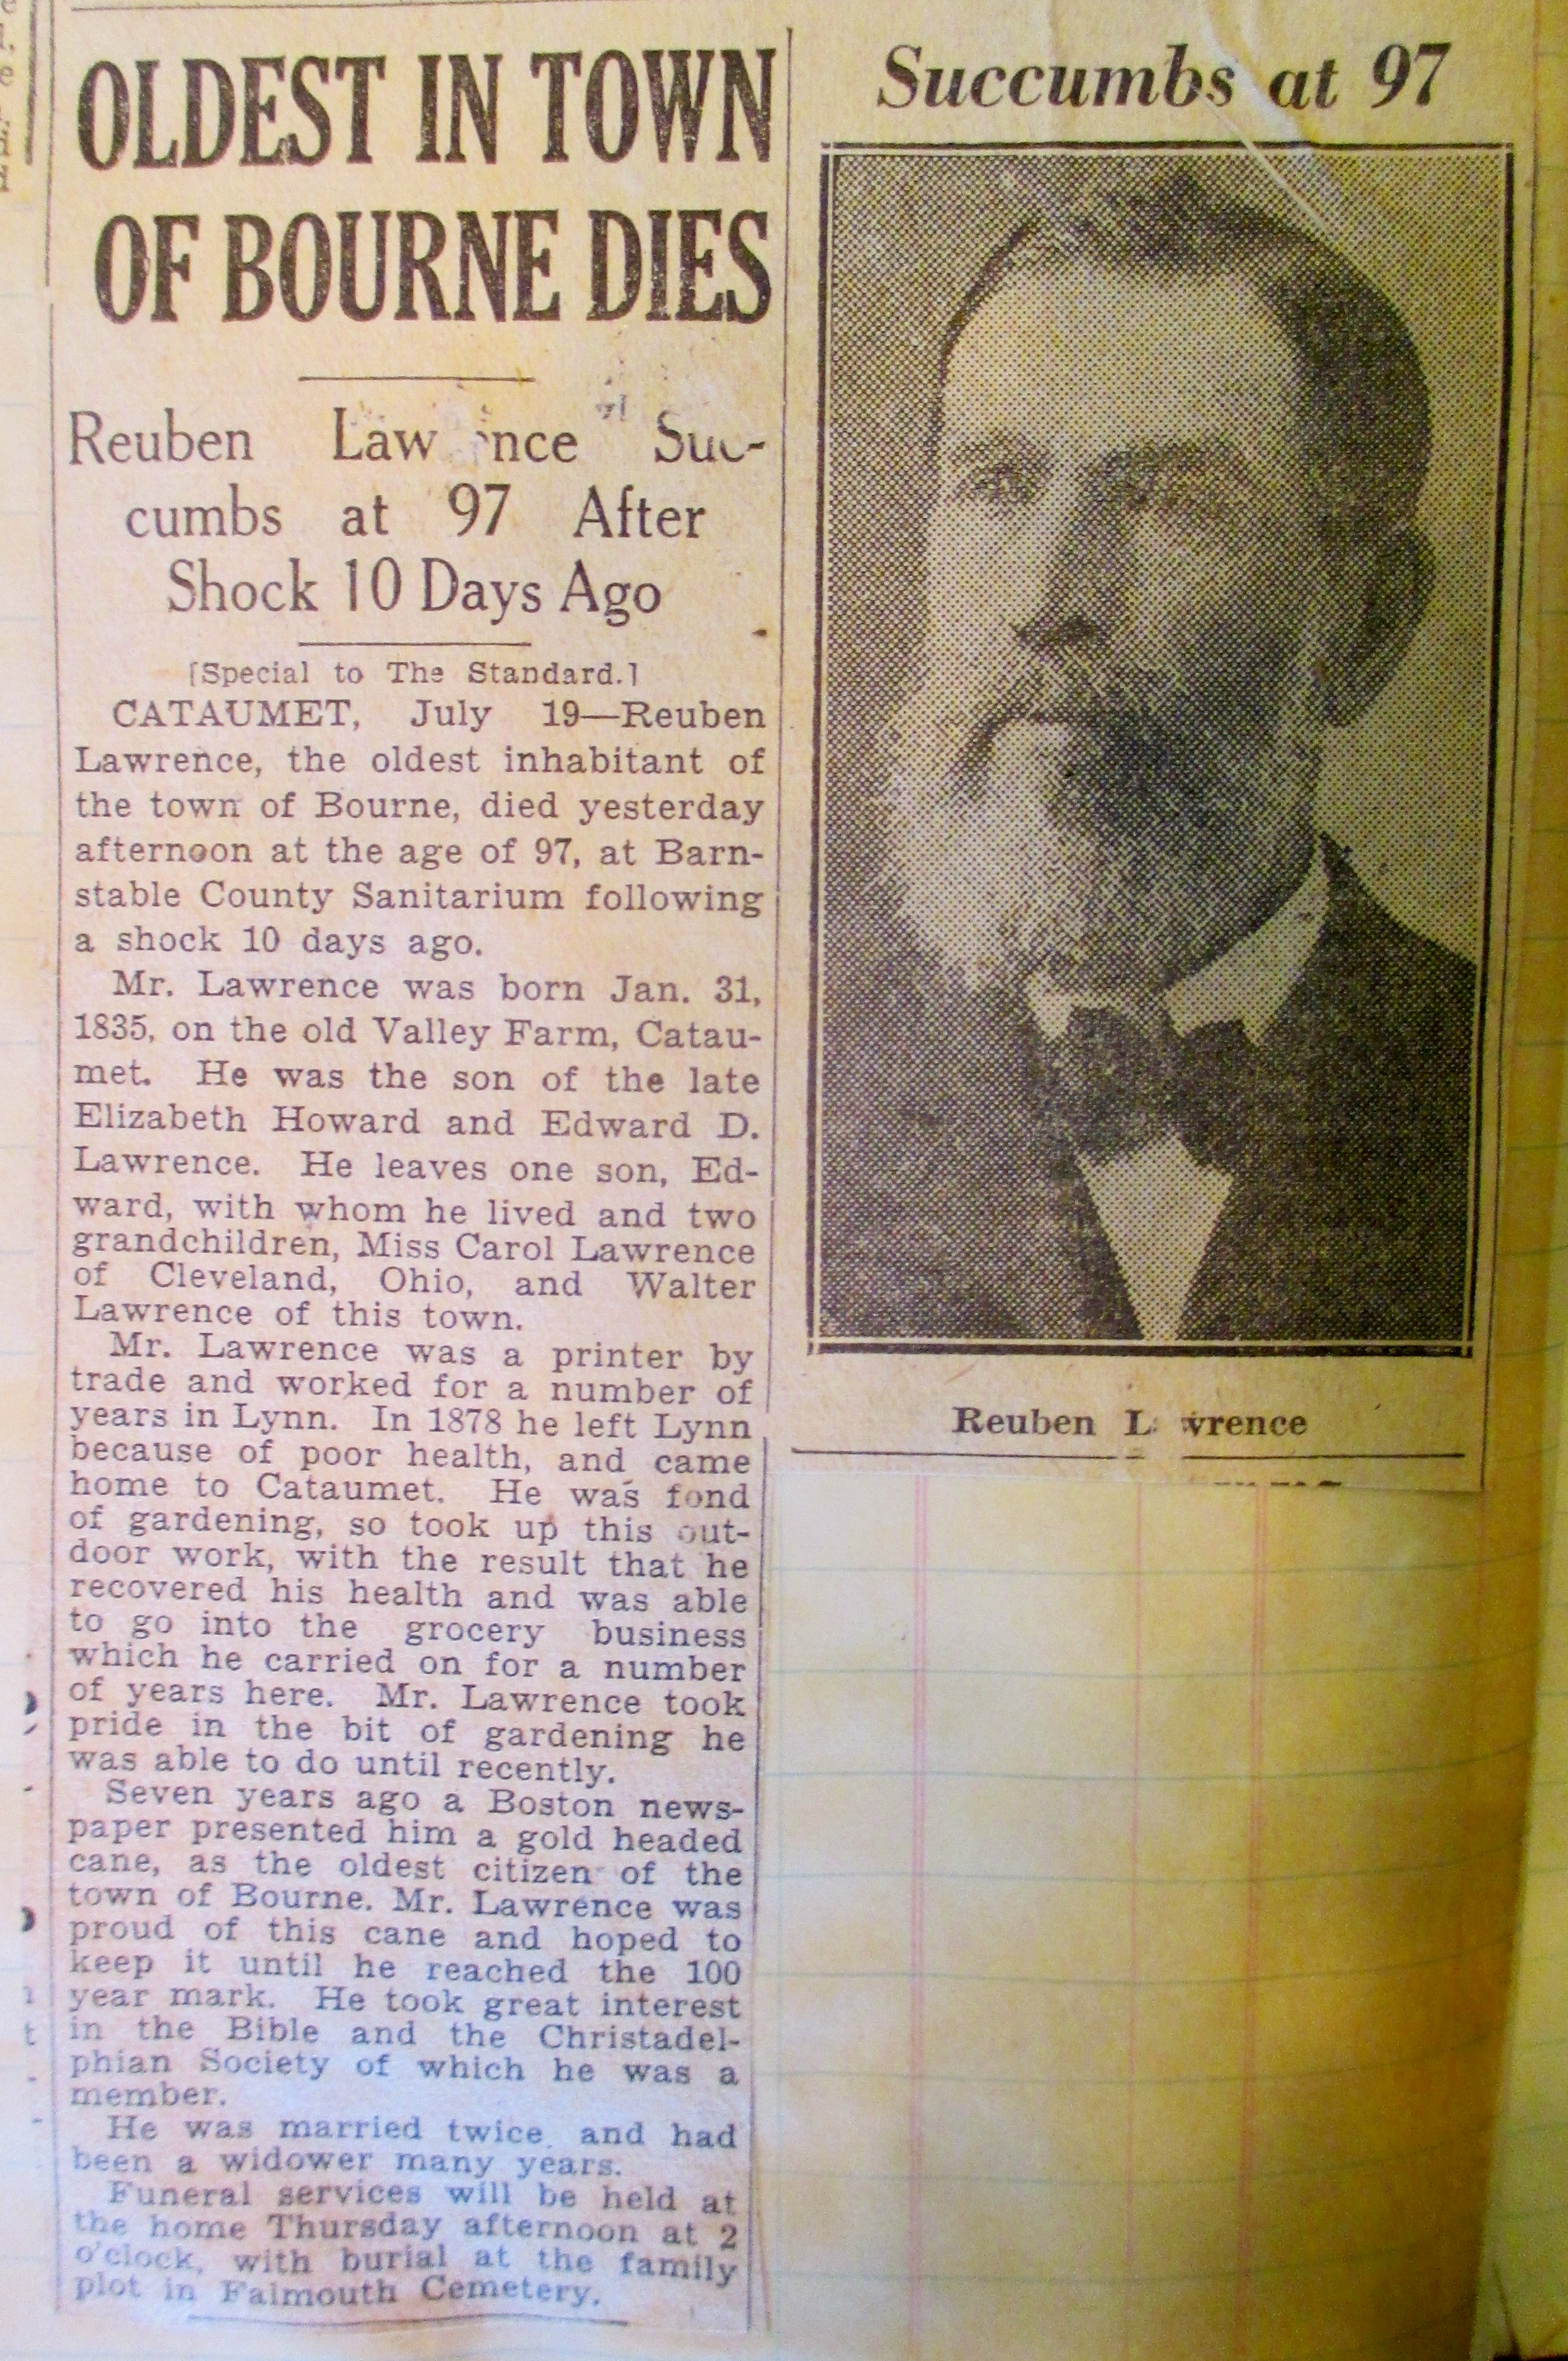 OLDEST IN TOWN
OF BOURNE DIES
Reuben Law nce Suc-
cumbs at 97 After
Shock 10 Days Ago
[Special to The Standard.]
CATAUMET, July 19—Reuben
Lawrence, the oldest inhabitant of
the town of Bourne, died yesterday
afternoon at the age of 97, at Barn-
stable County Sanitarium following
a shock 10 days ago.
Mr. Lawrence was born Jan. 31,
1835, on the old Valley Farm, Catau-
met. He was the son of the late
Elizabeth Howard and Edward D.
Lawrence. He leaves one son, Ed-
ward, with whom he lived and two
grandchildren, Miss Carol Lawrence
of Cleveland, Ohio, and Walter
Lawrence of this town.
Mr. Lawrence was a printer by
trade and worked for a number of
years in Lynn. In 1878 he left Lynn
because of poor health, and came
home to Cataumet. He was fond
of gardening, so took up this out-
door work, with the result that he
recovered his health and was able
to go into the grocery business
which he carried on for a number
of years here. Mr. Lawrence took
pride in the bit of gardening he
was able to do until recently.
Seven years ago a Boston news-
paper presented him a gold headed
cane, as the oldest citizen of the
town of Bourne. Mr. Lawrence was
proud of this cane and hoped to
keep it until he reached the 100
year mark. He took great interest
in the Bible and the Christadel-
phian Society of which he was a
member.
He was married twice and had
been a widower many years.
Funeral services will be held at
the home Thursday afternoon at 2
o'clock, with burial at the family
plot in Falmouth Cemetery.
Succumbs at 97
Reuben L wrence